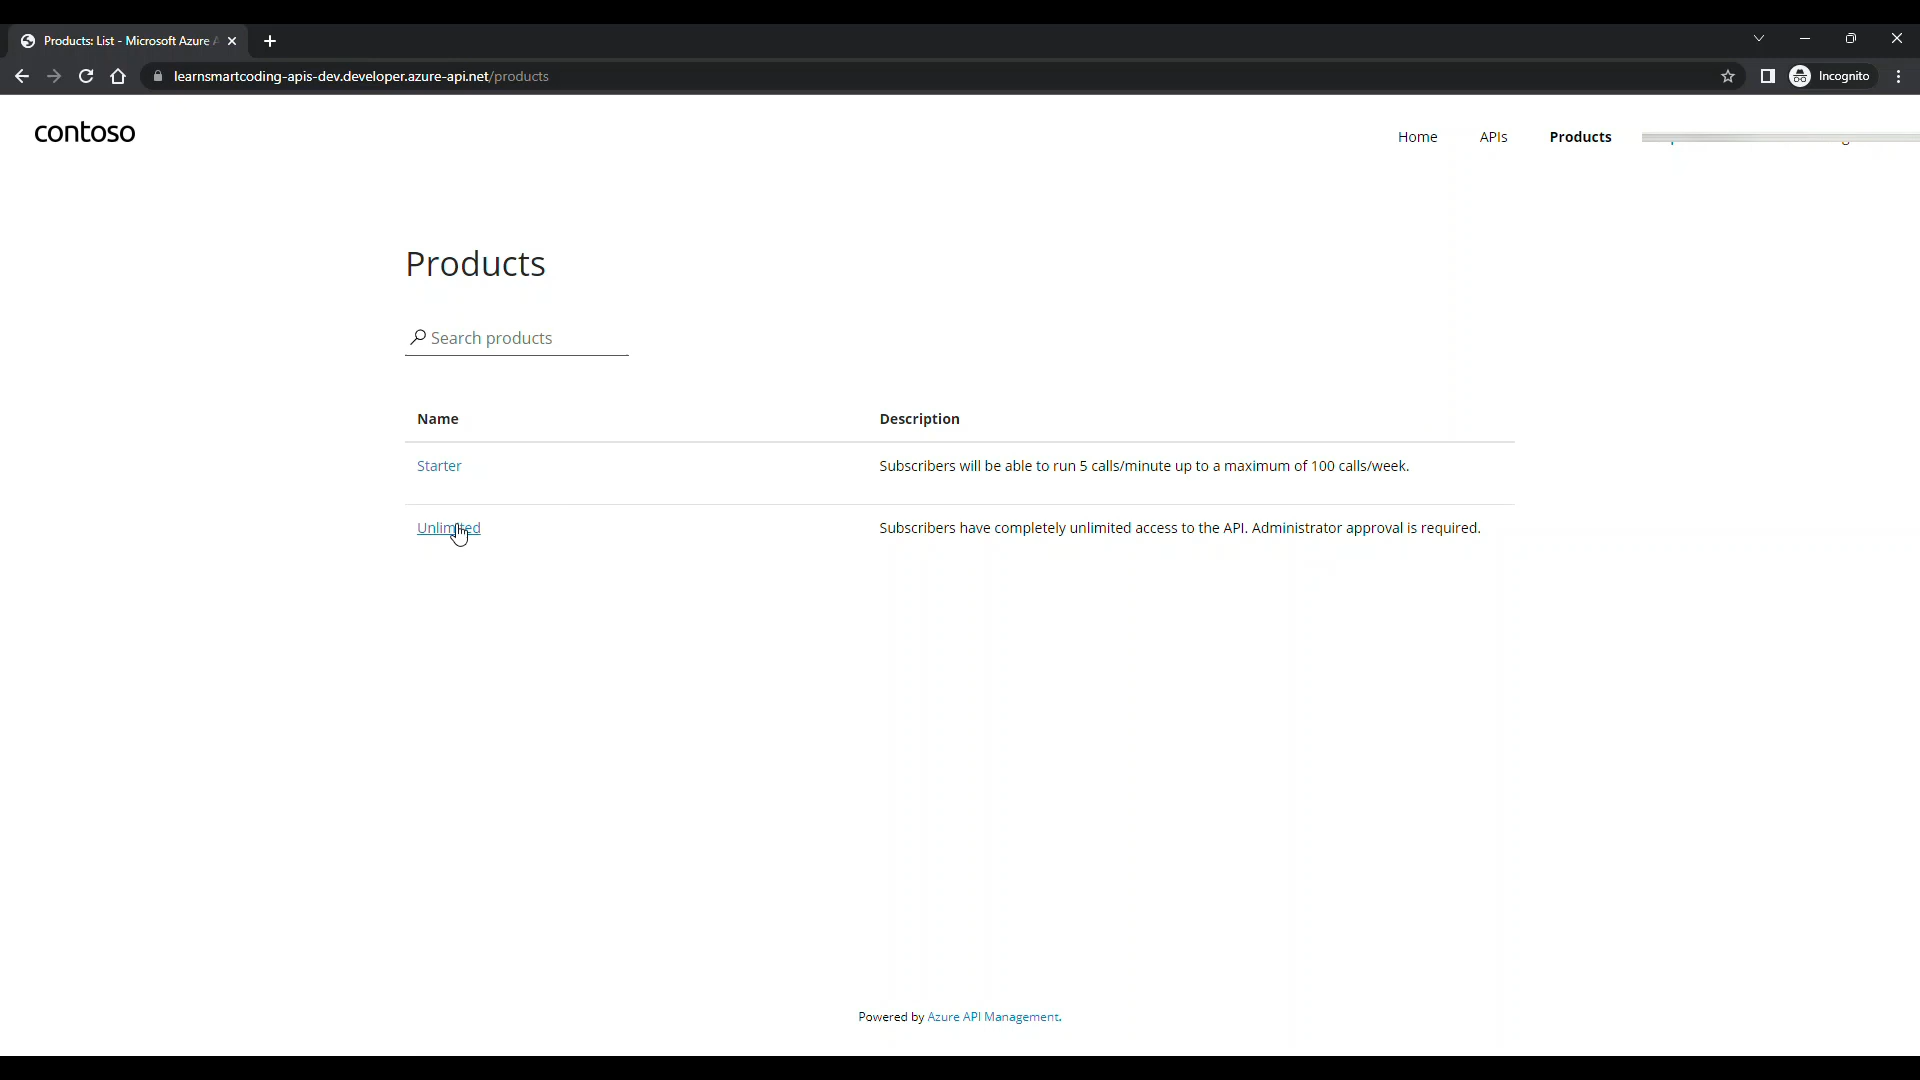 Products: List - Microsoft Azure A
learnsmartcoding-apis-dev.developer.azure-api.net/products
Incognito
contoso
Home
APIs
Products
Products
Search products
Name
Description
Starter
Subscribers will be able to run 5 calls/minute up to a maximum of 100 calls/week.
Unlimited
Subscribers have completely unlimited access to the API. Administrator approval is required.
Powered by Azure API Management.